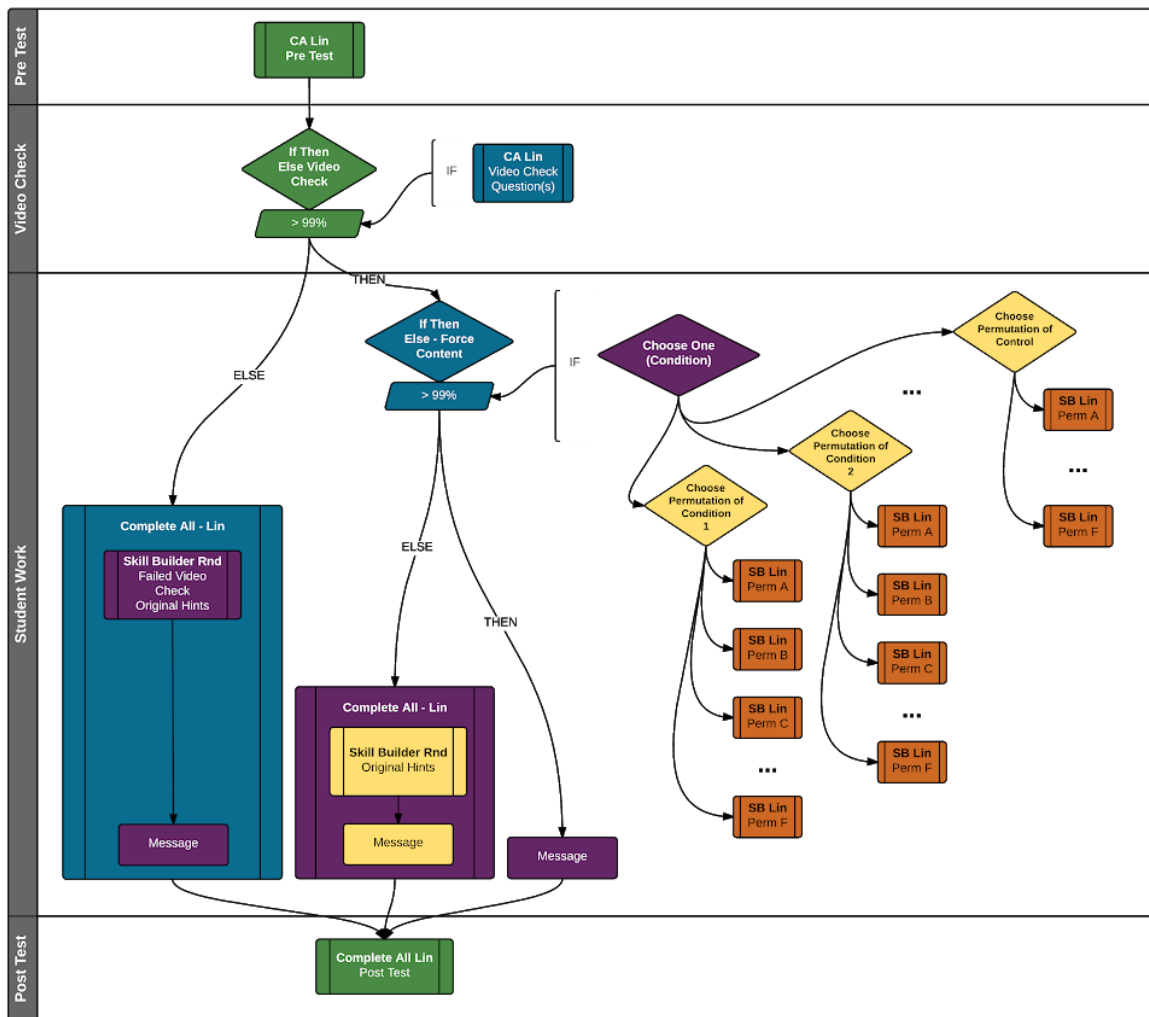 Pre Test
CA Lin
Pre Test
Video Check
If Then
Else Video
Check
> 99%
IF
CA Lin
Video Check
Question(s)
THEN
ELSE
Student Work
If Then
Else - Force
Content
> 99%
IF
Choose One
(Condition)
Choose
Permutation of
Control
...
SB Lin
Perm A
...
SB Lin
Perm F
Choose
Permutation of
Condition
2
SB Lin
Perm A
SB Lin
Perm B
SB Lin
Perm C
...
SB Lin
Perm F
Choose
Permutation of
Condition
1
SB Lin
Perm A
SB Lin
Perm B
SB Lin
Perm C
...
SB Lin
Perm F
Complete All - Lin
Skill Builder Rnd
Failed Video
Check
Original Hints
Message
ELSE
THEN
Complete All - Lin
Skill Builder Rnd
Original Hints
Message
Message
Post Test
Complete All Lin
Post Test